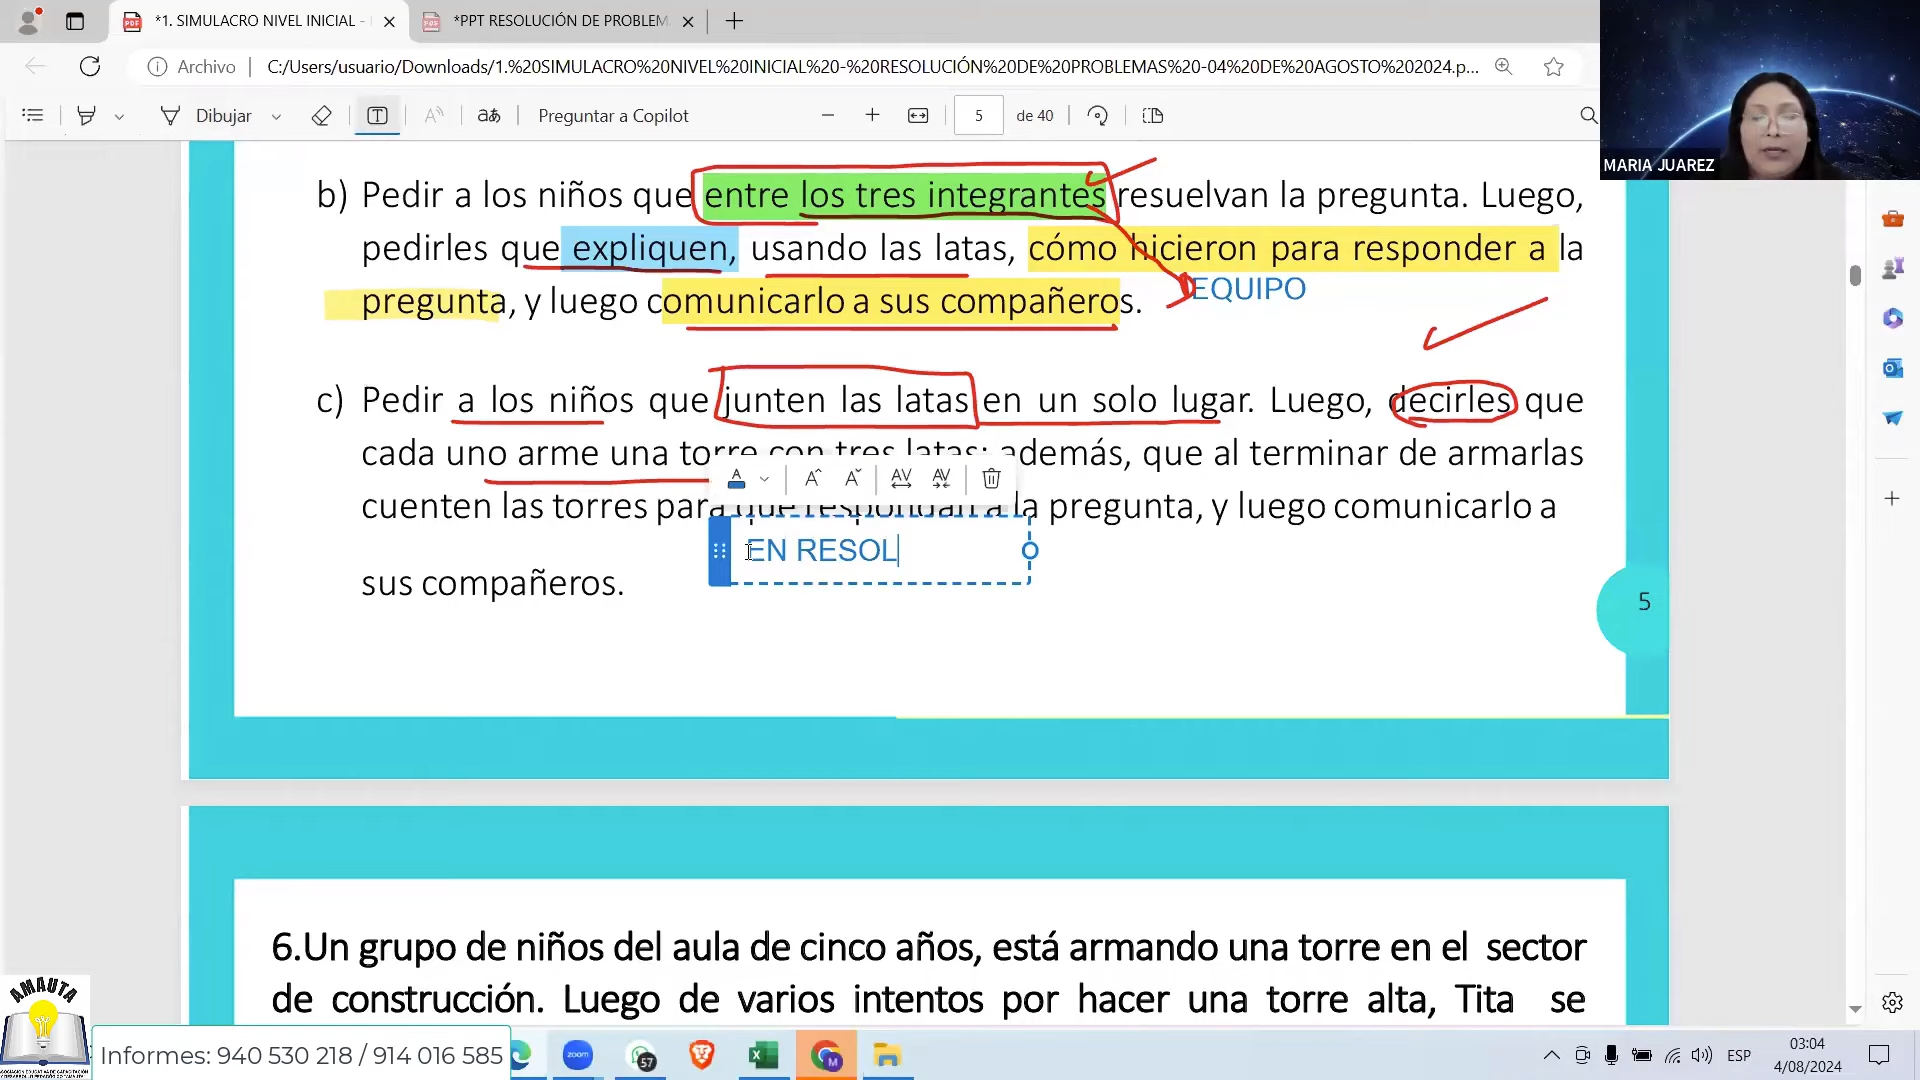 *1. SIMULACRO NIVEL INICIAL -
*PPT RESOLUCIÓN DE PROBLEM
Archivo
C:/Users/usuario/Downloads/1.%20SIMULACRO%20NIVEL%20INICIAL%20-%20RESOLUCIÓN%20DE%20PROBLEMAS%20-04%20DE%20AGOSTO%202024.p...
Dibujar
Preguntar a Copilot
5 de 40
MARIA JUAREZ
b) Pedir a los niños que entre los tres integrantes resuelvan la pregunta. Luego,
pedirles que expliquen, usando las latas, cómo hicieron para responder a la
pregunta, y luego comunicarlo a sus compañeros.
EQUIPO
c) Pedir a los niños que junten las latas en un solo lugar. Luego, decirles que
cada uno arme una torre con tres latas; además, que al terminar de armarlas
cuenten las torres para que respondan a la pregunta, y luego comunicarlo a
EN RESOL
sus compañeros.
5
6.Un grupo de niños del aula de cinco años, está armando una torre en el sector
de construcción. Luego de varios intentos por hacer una torre alta, Tita se
AMAUTA
Informes: 940 530 218 / 914 016 585
zoom
57
M
ESP
03:04
4/08/2024